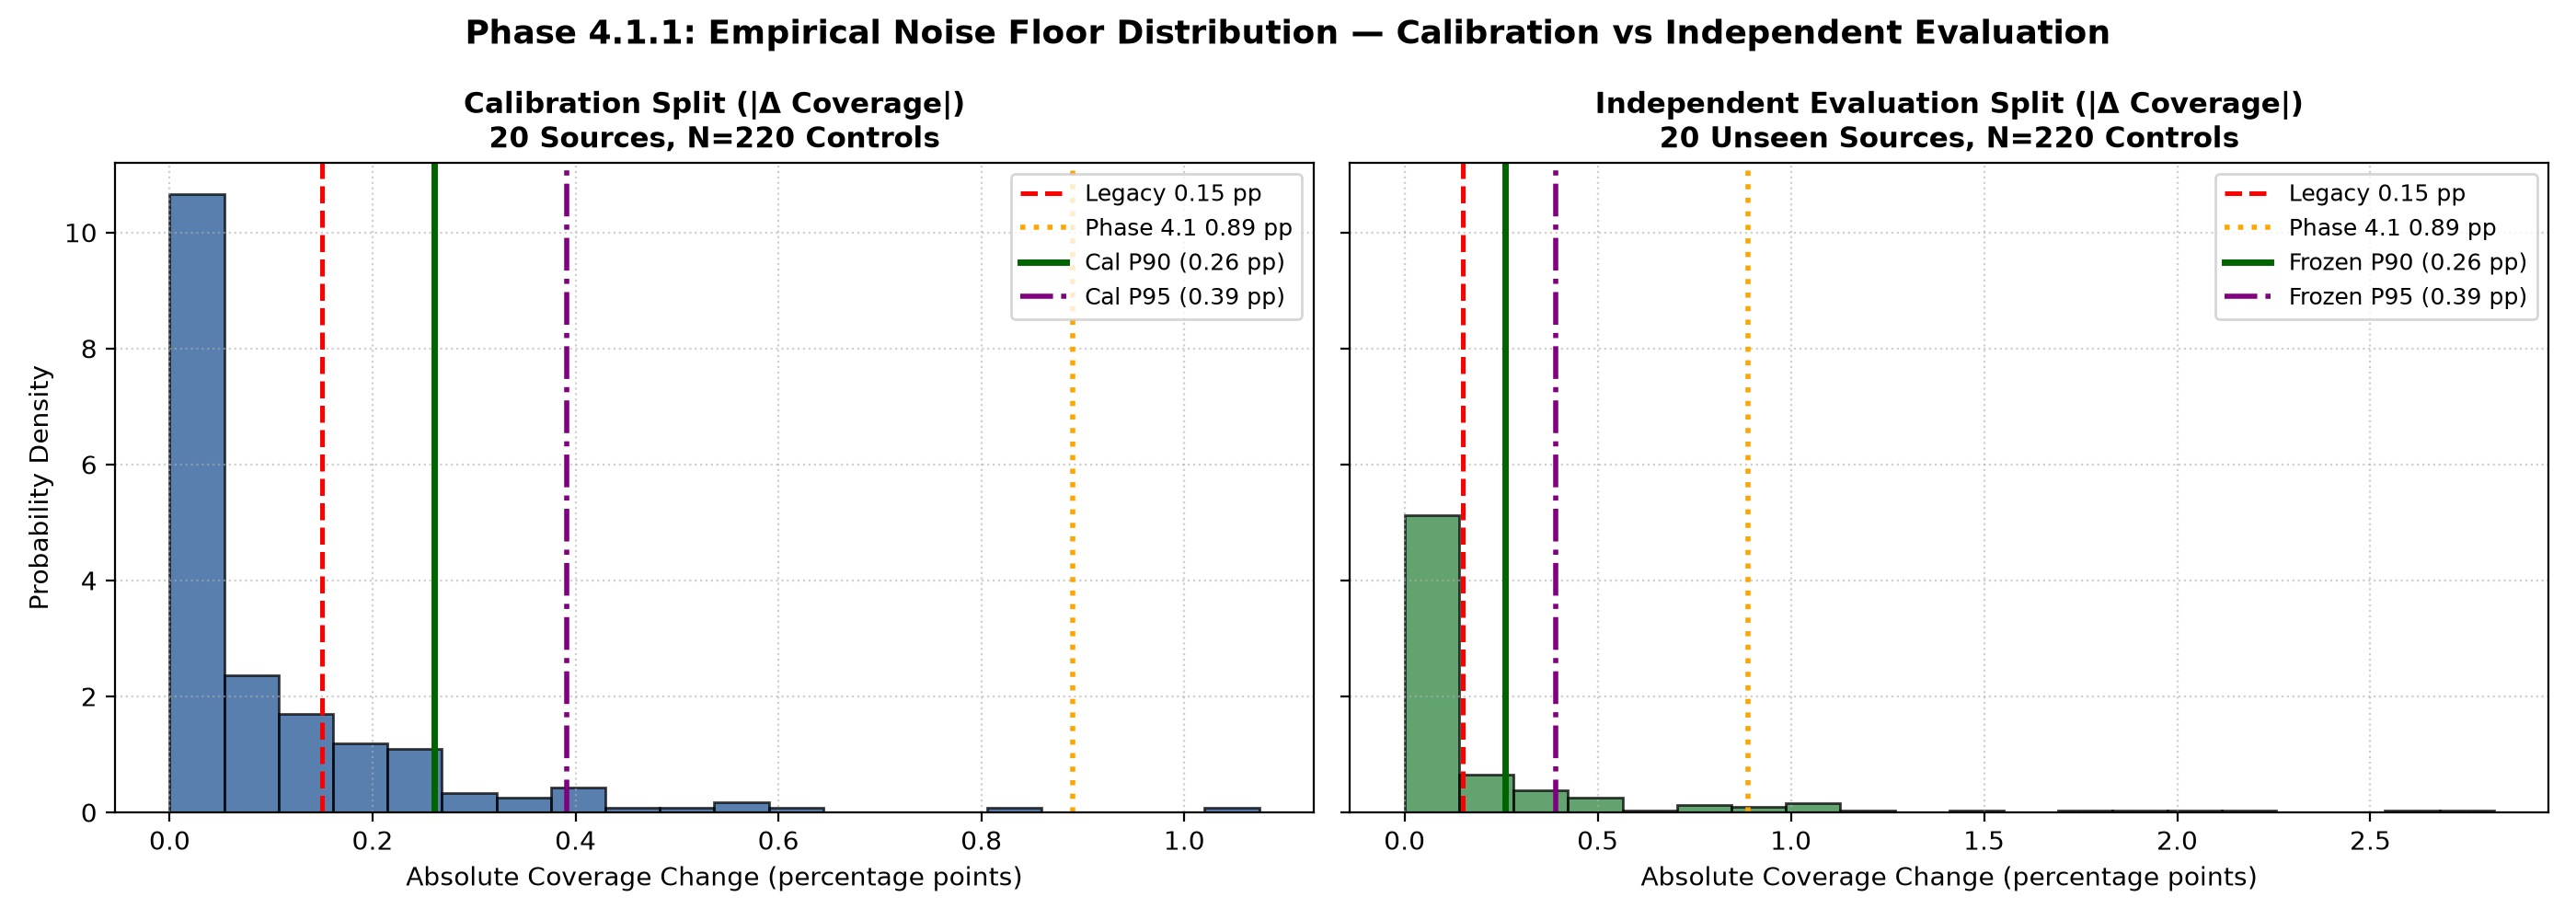 Phase 4.1.1: Empirical Noise Floor Distribution — Calibration vs Independent Evaluation
Calibration Split (|Δ Coverage|)
20 Sources, N=220 Controls
Legacy 0.15 pp
Phase 4.1 0.89 pp
Cal P90 (0.26 pp)
Cal P95 (0.39 pp)
Probability Density
10
8
6
4
2
0
0.0 0.2 0.4 0.6 0.8 1.0
Absolute Coverage Change (percentage points)
Independent Evaluation Split (|Δ Coverage|)
20 Unseen Sources, N=220 Controls
Legacy 0.15 pp
Phase 4.1 0.89 pp
Frozen P90 (0.26 pp)
Frozen P95 (0.39 pp)
0.0 0.5 1.0 1.5 2.0 2.5
Absolute Coverage Change (percentage points)